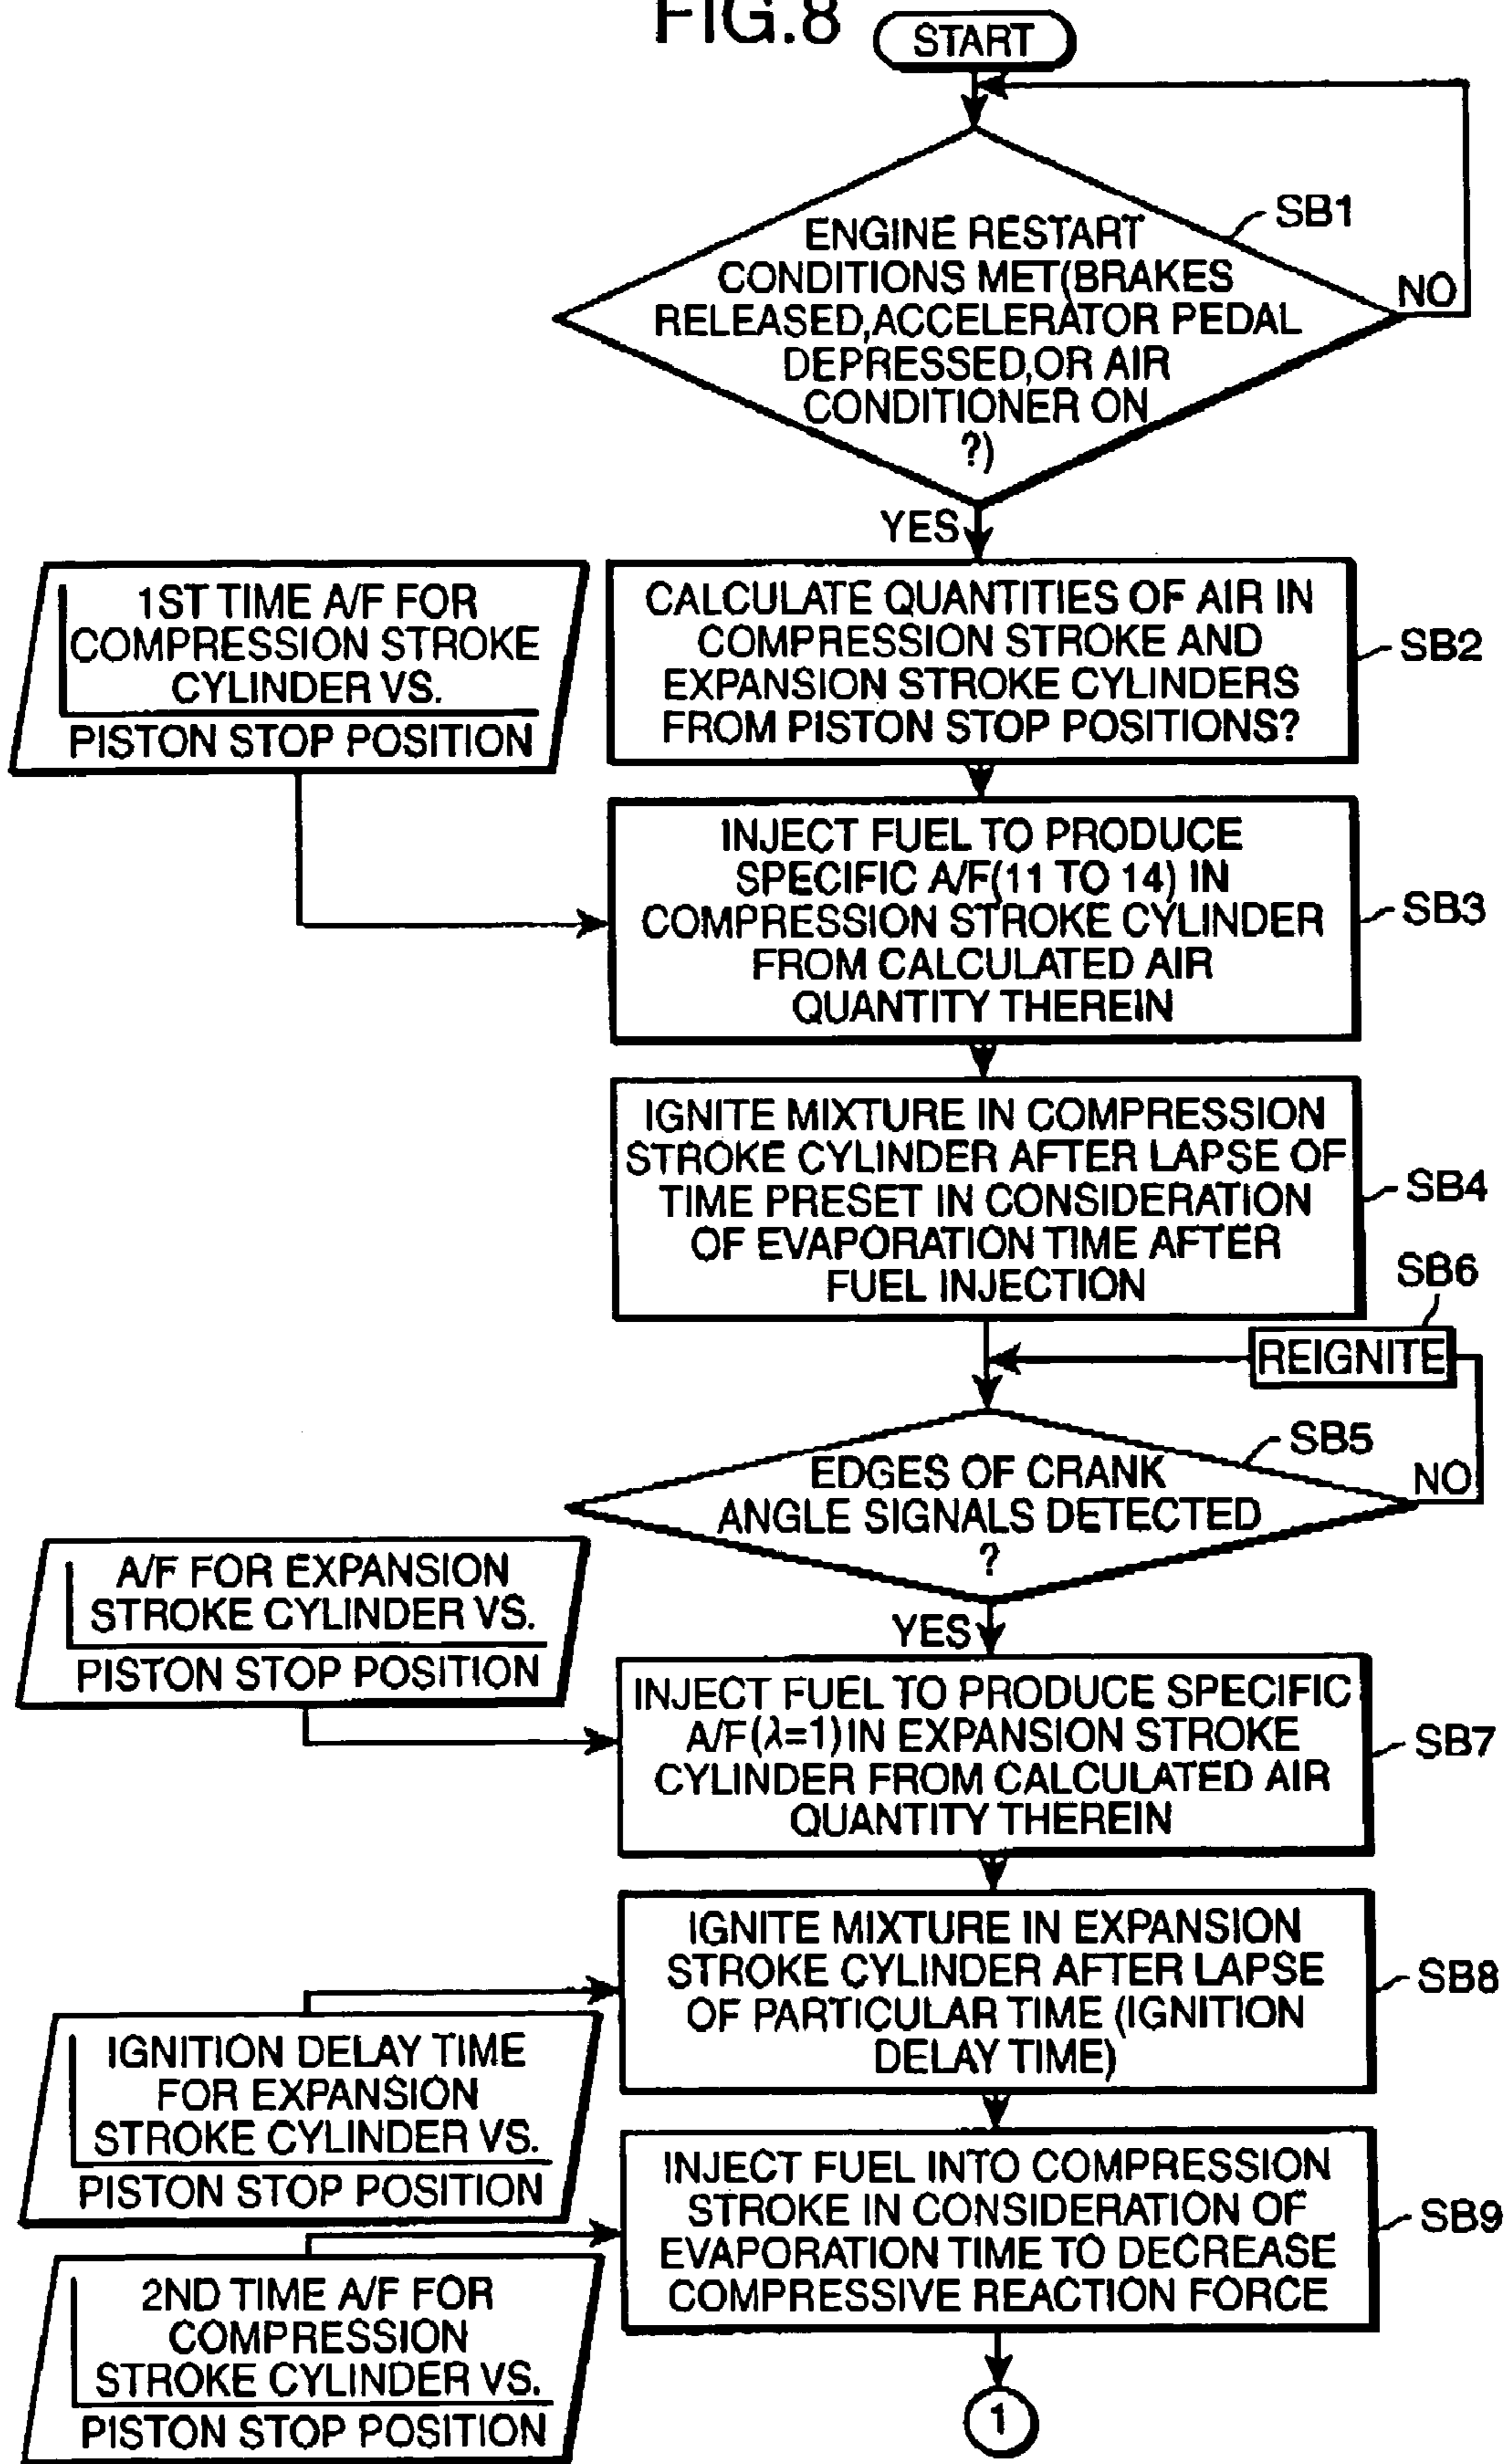 FIG.8
START
SB1
ENGINE RESTART
CONDITIONS MET(BRAKES
RELEASED,ACCELERATOR PEDAL
DEPRESSED,OR AIR
CONDITIONER ON
?)
NO
YES
1ST TIME A/F FOR
COMPRESSION STROKE
CYLINDER VS.
PISTON STOP POSITION
CALCULATE QUANTITIES OF AIR IN
COMPRESSION STROKE AND
EXPANSION STROKE CYLINDERS
FROM PISTON STOP POSITIONS?
SB2
INJECT FUEL TO PRODUCE
SPECIFIC A/F(11 TO 14) IN
COMPRESSION STROKE CYLINDER
FROM CALCULATED AIR
QUANTITY THEREIN
SB3
IGNITE MIXTURE IN COMPRESSION
STROKE CYLINDER AFTER LAPSE OF
TIME PRESET IN CONSIDERATION
OF EVAPORATION TIME AFTER
FUEL INJECTION
SB4
SB6
REIGNITE
SB5
EDGES OF CRANK
ANGLE SIGNALS DETECTED
?
NO
YES
A/F FOR EXPANSION
STROKE CYLINDER VS.
PISTON STOP POSITION
INJECT FUEL TO PRODUCE SPECIFIC
A/F(λ=1)IN EXPANSION STROKE
CYLINDER FROM CALCULATED AIR
QUANTITY THEREIN
SB7
IGNITE MIXTURE IN EXPANSION
STROKE CYLINDER AFTER LAPSE
OF PARTICULAR TIME (IGNITION
DELAY TIME)
SB8
IGNITION DELAY TIME
FOR EXPANSION
STROKE CYLINDER VS.
PISTON STOP POSITION
INJECT FUEL INTO COMPRESSION
STROKE IN CONSIDERATION OF
EVAPORATION TIME TO DECREASE
COMPRESSIVE REACTION FORCE
SB9
2ND TIME A/F FOR
COMPRESSION
STROKE CYLINDER VS.
PISTON STOP POSITION
1